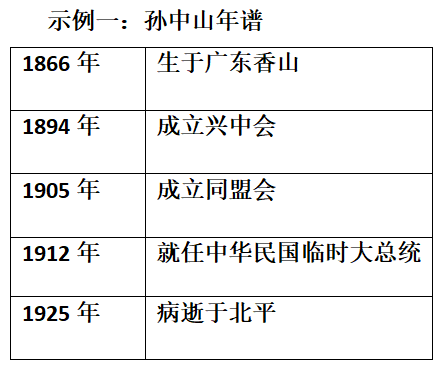 示例一：孙中山年谱
1866 年 生于广东香山
1894 年 成立兴中会
1905 年 成立同盟会
1912 年 就任中华民国临时大总统
1925 年 病逝于北平